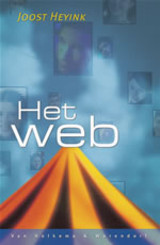 JOOST HEYINK
Het
web
Van Holkema & Warendorf